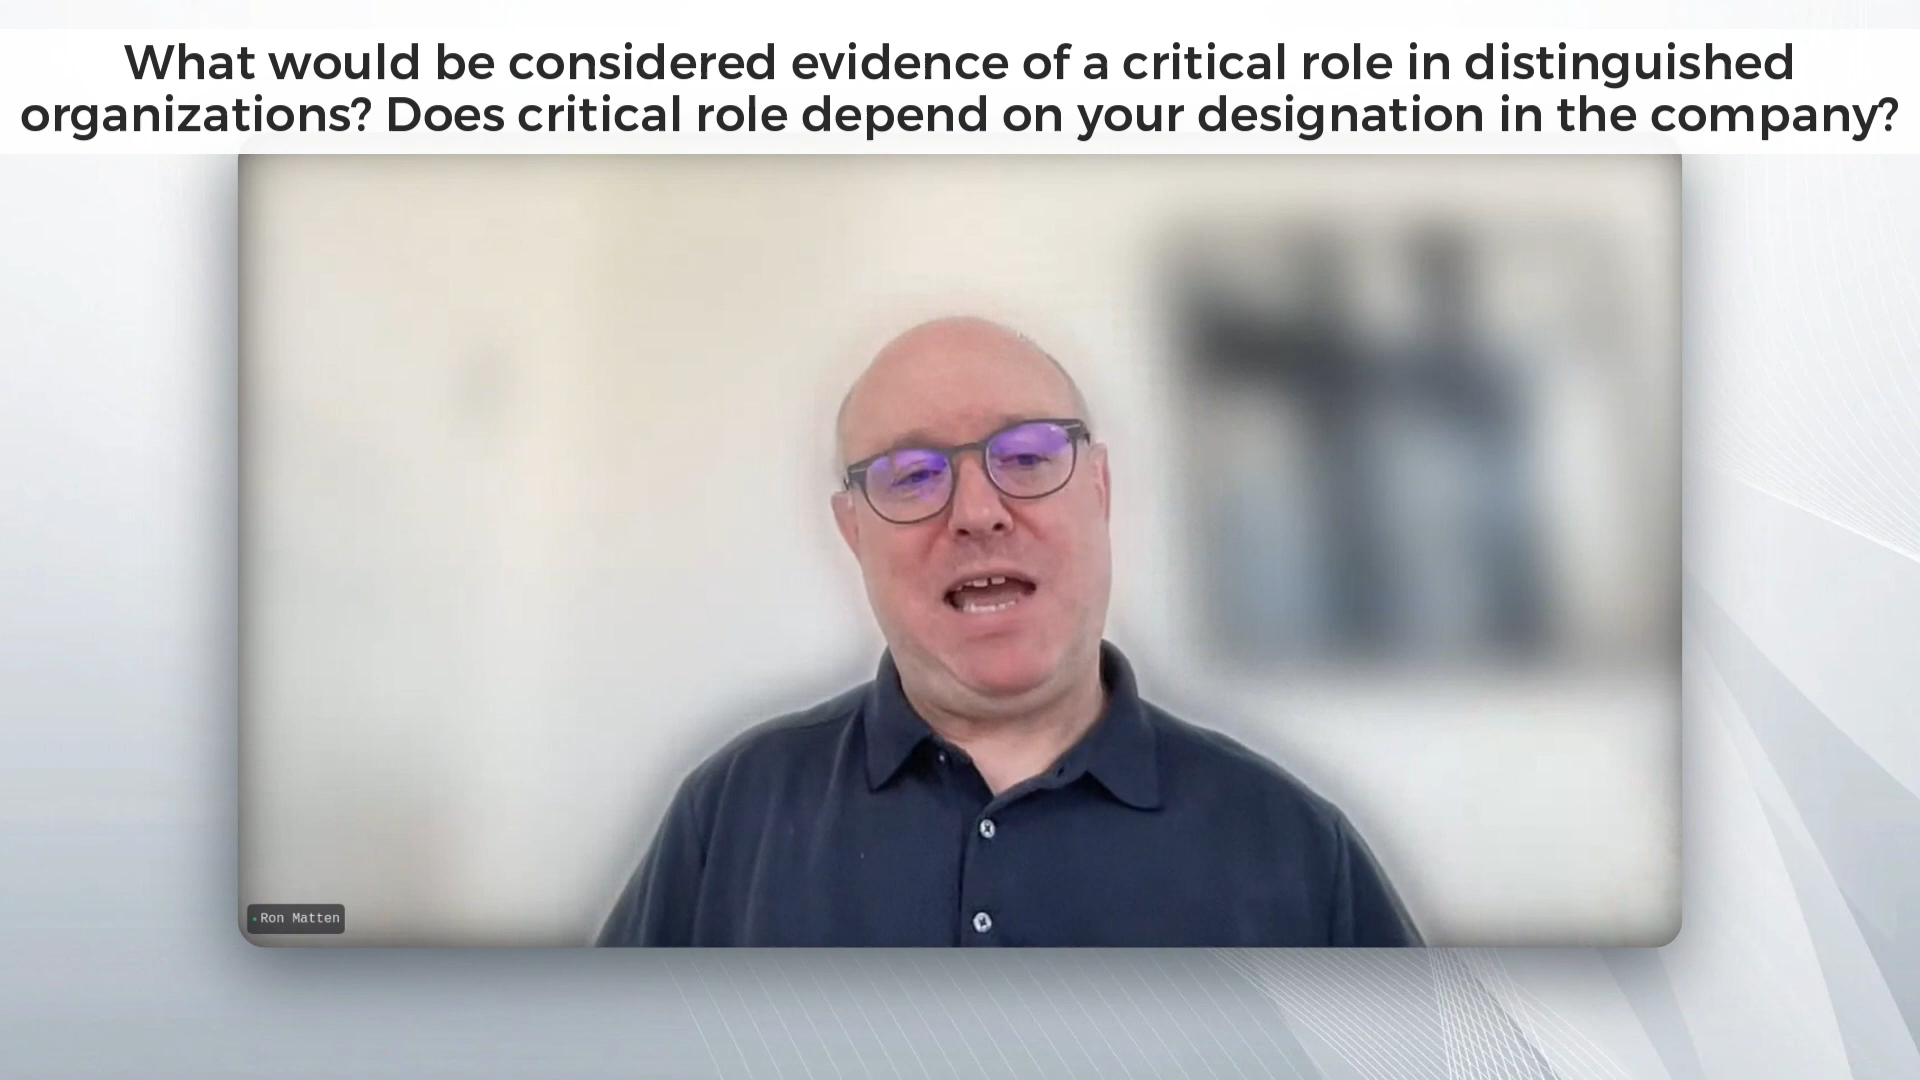 What would be considered evidence of a critical role in distinguished
organizations? Does critical role depend on your designation in the company?
Ron Matten